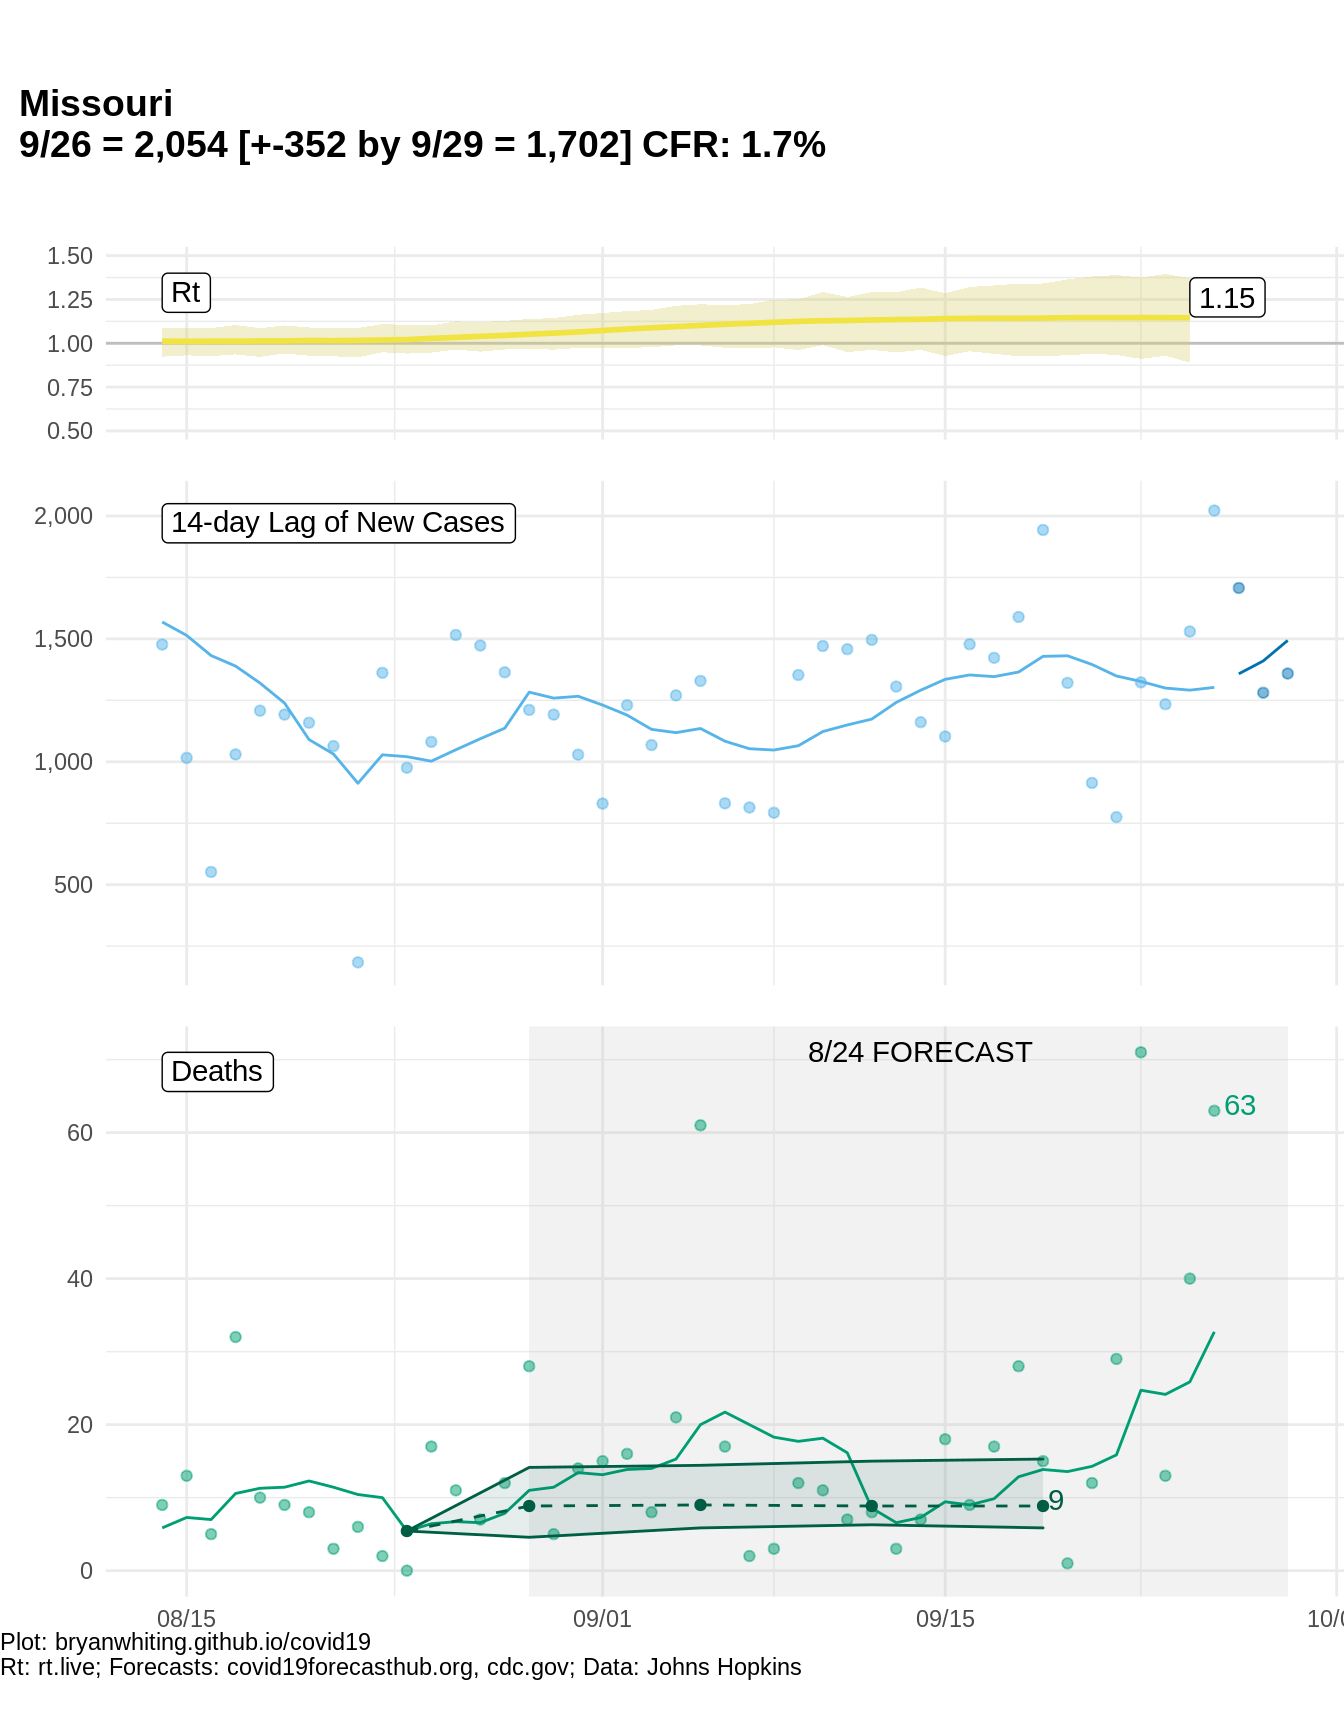 Missouri
9/26 = 2,054 [+-352 by 9/29 = 1,702] CFR: 1.7%
1.50
1.25
1.00
0.75
0.50
Rt
1.15
2,000
1,500
1,000
500
14-day Lag of New Cases
60
40
20
0
Deaths
8/24 FORECAST
63
9
08/15
09/01
09/15
10/0
Plot: bryanwhiting.github.io/covid19
Rt: rt.live; Forecasts: covid19forecasthub.org, cdc.gov; Data: Johns Hopkins